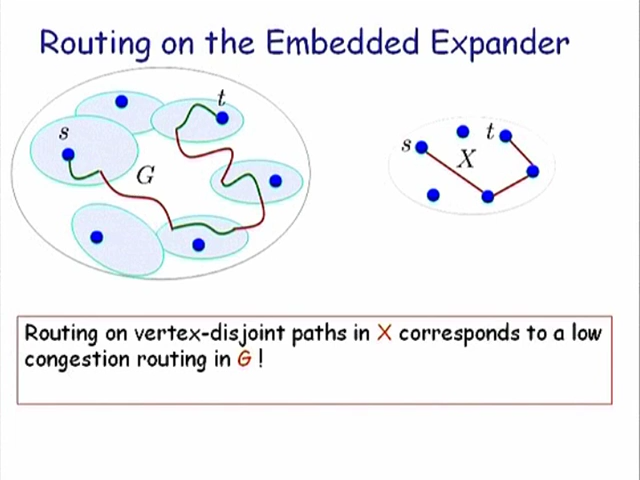 Routing on the Embedded Expander
s
t
G
s
t
X
Routing on vertex-disjoint paths in X corresponds to a low
congestion routing in G !